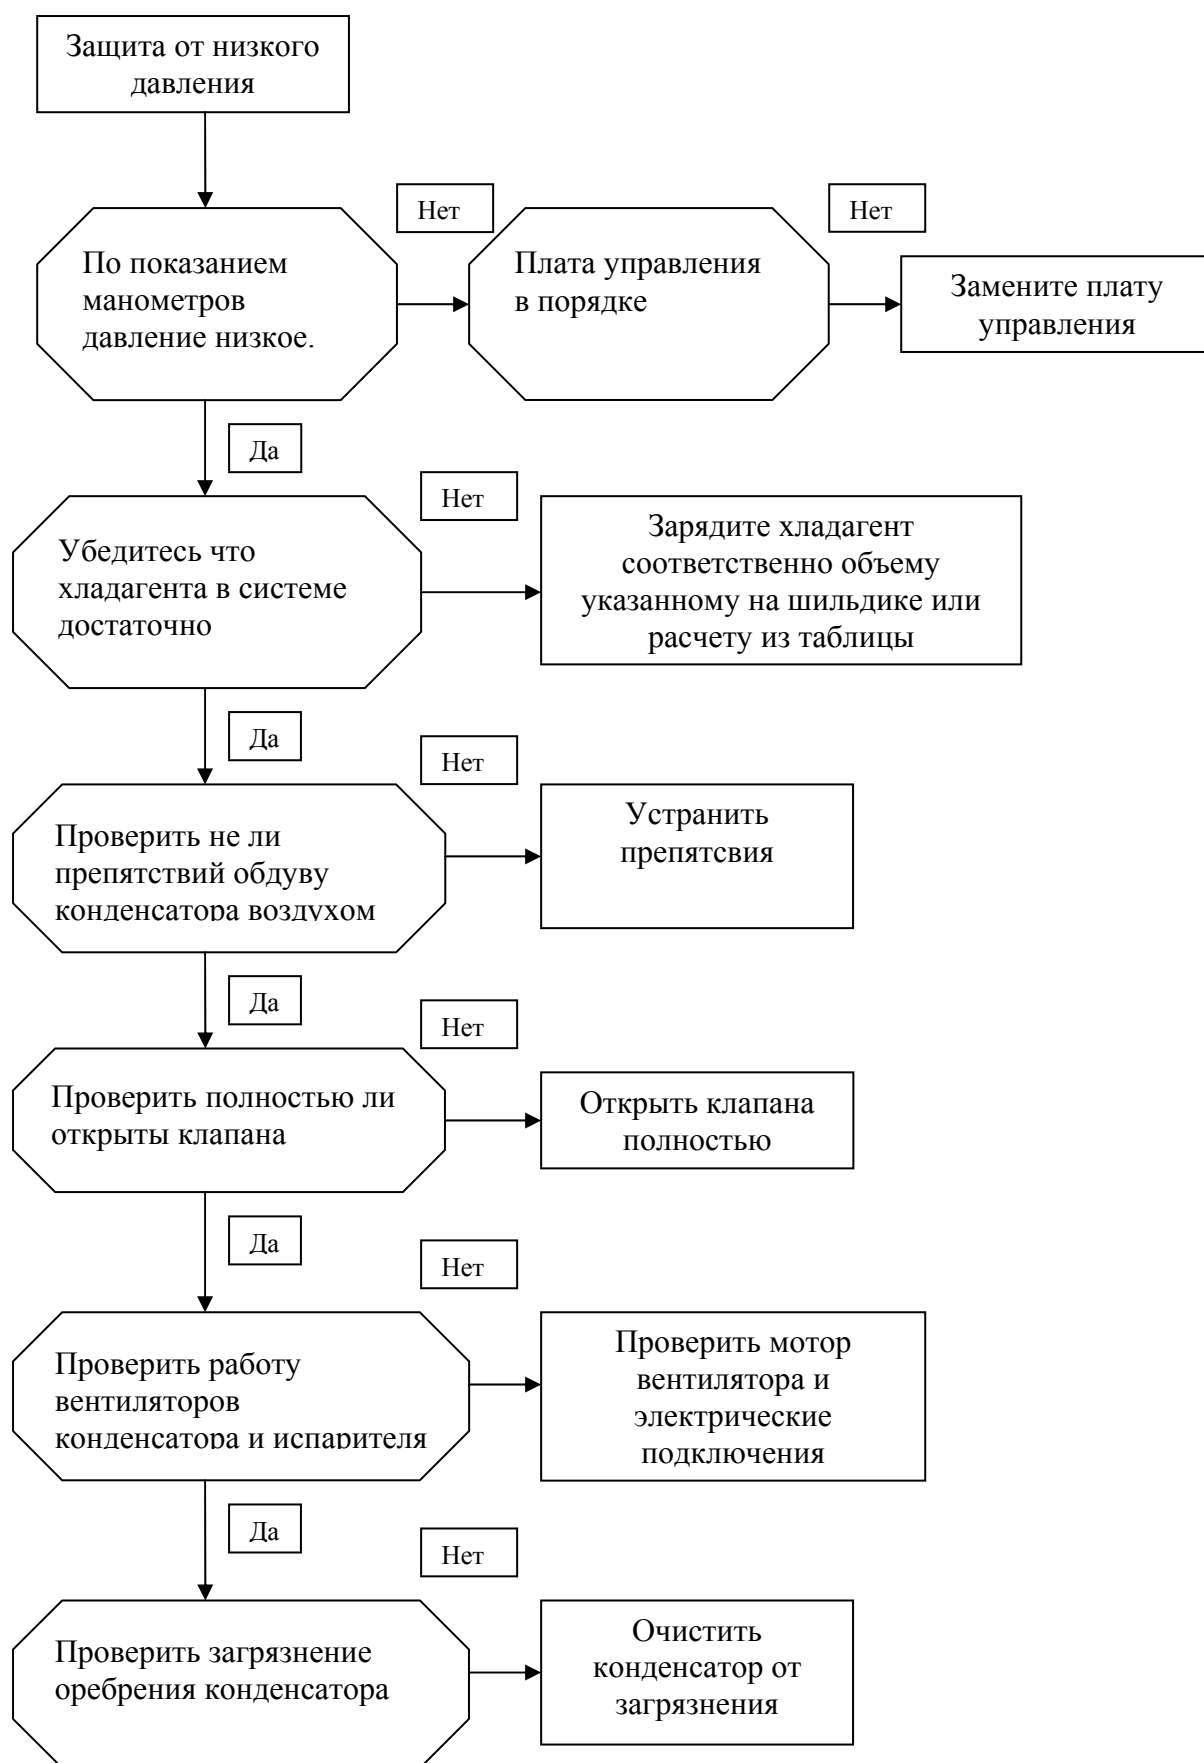 Защита от низкого
давления
Нет
Нет
По показанием
манометров
давление низкое.
Плата управления
в порядке
Замените плату
управления
Да
Нет
Убедитесь что
хладагента в системе
достаточно
Зарядите хладагент
соответственно объему
указанному на шильдике или
расчету из таблицы
Да
Нет
Проверить не ли
препятствий обдуву
конденсатора воздухом
Устранить
препятсвия
Да
Нет
Проверить полностью ли
открыты клапана
Открыть клапана
полностью
Да
Нет
Проверить работу
вентиляторов
конденсатора и испарителя
Проверить мотор
вентилятора и
электрические
подключения
Да
Нет
Проверить загрязнение
оребрения конденсатора
Очистить
конденсатор от
загрязнения